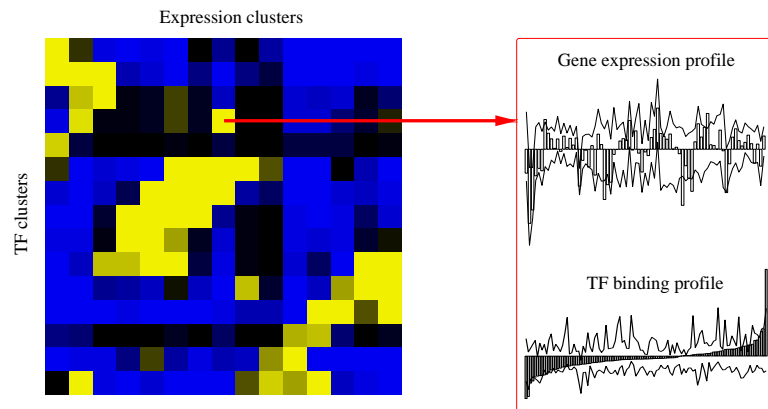 Expression clusters
TF clusters
Gene expression profile
TF binding profile